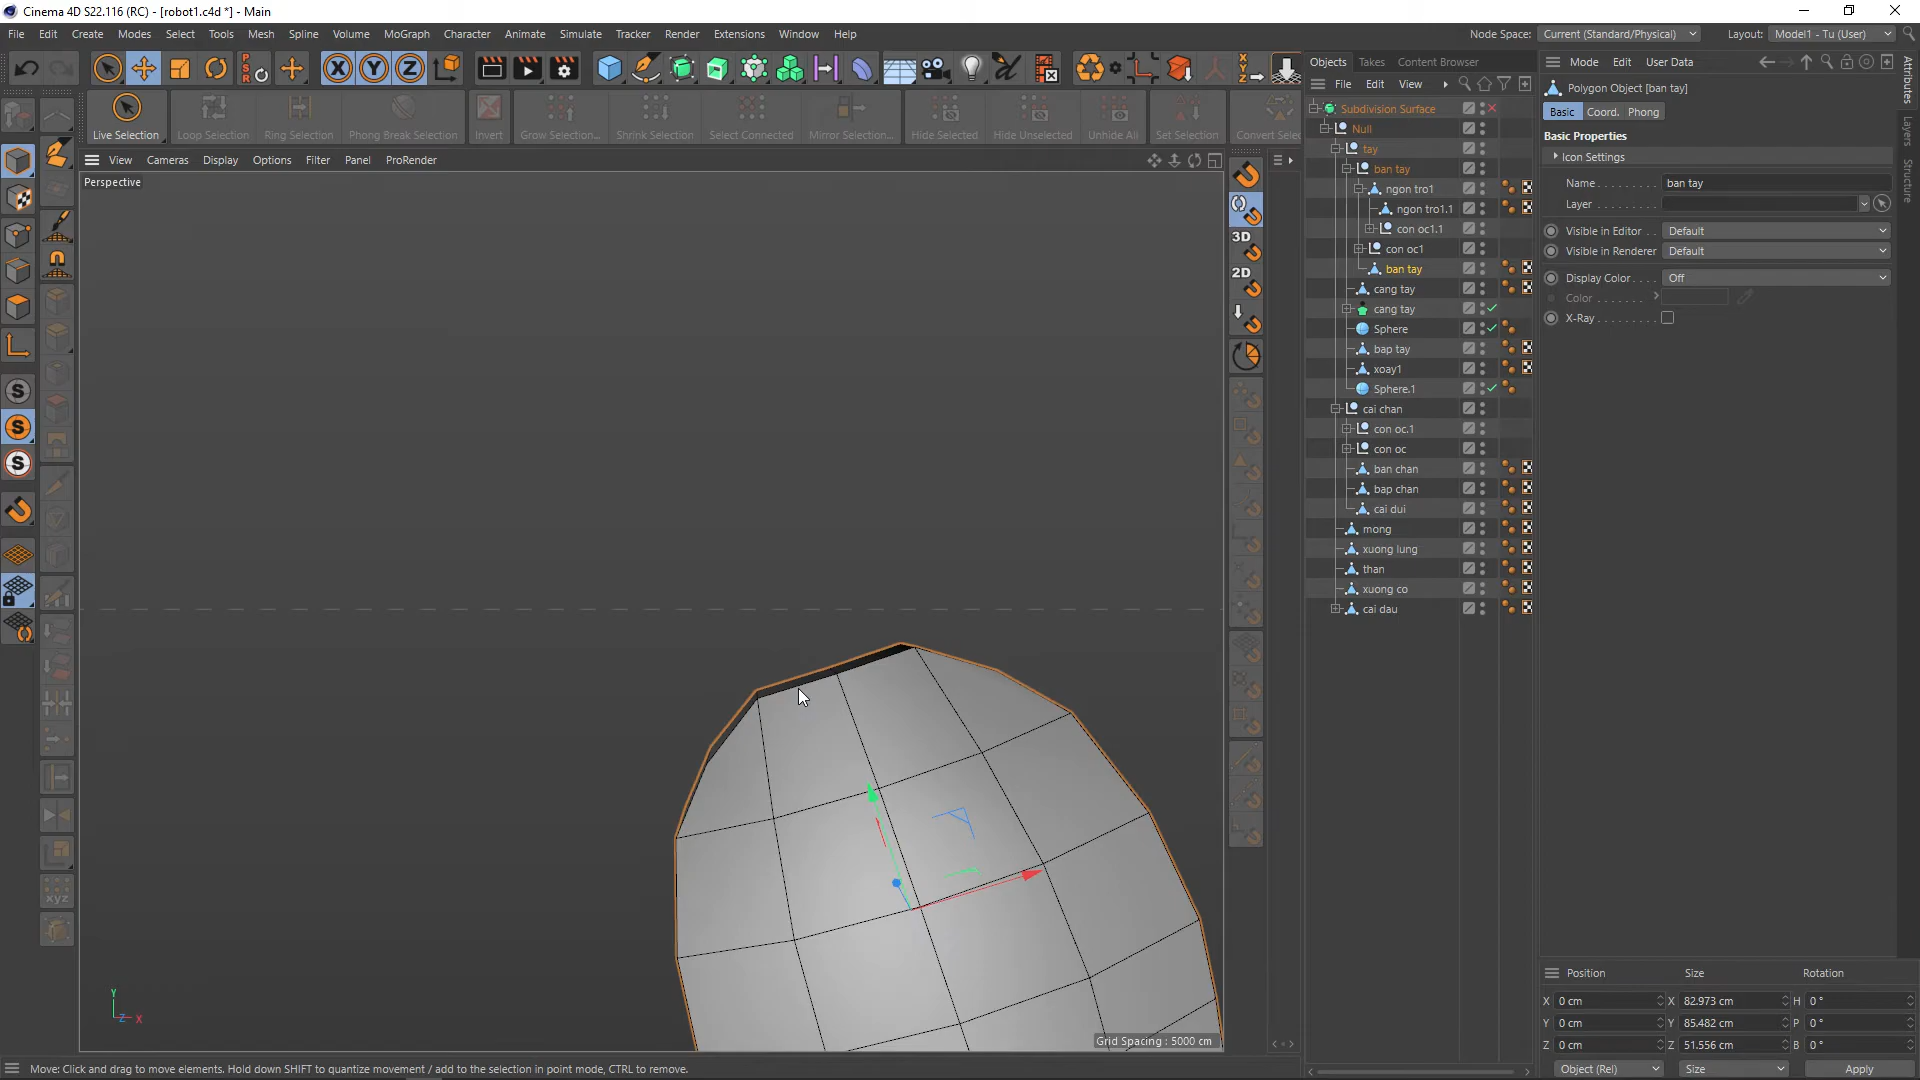 Cinema 4D S22.116 (RC) - [robot1.c4d *] - Main
File Edit Create Modes Select Tools Mesh Spline Volume MoGraph Character Animate Simulate Tracker Render Extensions Window Help
Node Space: Current (Standard/Physical) Layout: Model1 - Tu (User)
PSR
X Y Z
Live Selection Loop Selection Ring Selection Phong Break Selection Invert Grow Selection... Shrink Selection Select Connected Mirror Selection... Hide Selected Hide Unselected Unhide All Set Selection Convert Selec
View Cameras Display Options Filter Panel ProRender
Perspective
3D
2D
S
S
S
xyz
Y
Z X
Grid Spacing : 5000 cm
Objects Takes Content Browser
File Edit View
Subdivision Surface
Null
tay
ban tay
ngon tro1
ngon tro1.1
con oc1.1
con oc1
ban tay
cang tay
cang tay
Sphere
bap tay
xoay1
Sphere.1
cai chan
con oc.1
con oc
ban chan
bap chan
cai dui
mong
xuong lung
than
xuong co
cai dau
Mode Edit User Data
Polygon Object [ban tay]
Basic Coord. Phong
Basic Properties
Icon Settings
Name . . . . . . . . . ban tay
Layer . . . . . . . . .
Visible in Editor . . Default
Visible in Renderer Default
Display Color . . . . Off
Color . . . . . . .
X-Ray . . . . . . . . .
Attributes
Layers
Structure
Position Size Rotation
X 0 cm X 82.973 cm H 0 °
Y 0 cm Y 85.482 cm P 0 °
Z 0 cm Z 51.556 cm B 0 °
Object (Rel) Size Apply
Move: Click and drag to move elements. Hold down SHIFT to quantize movement / add to the selection in point mode, CTRL to remove.